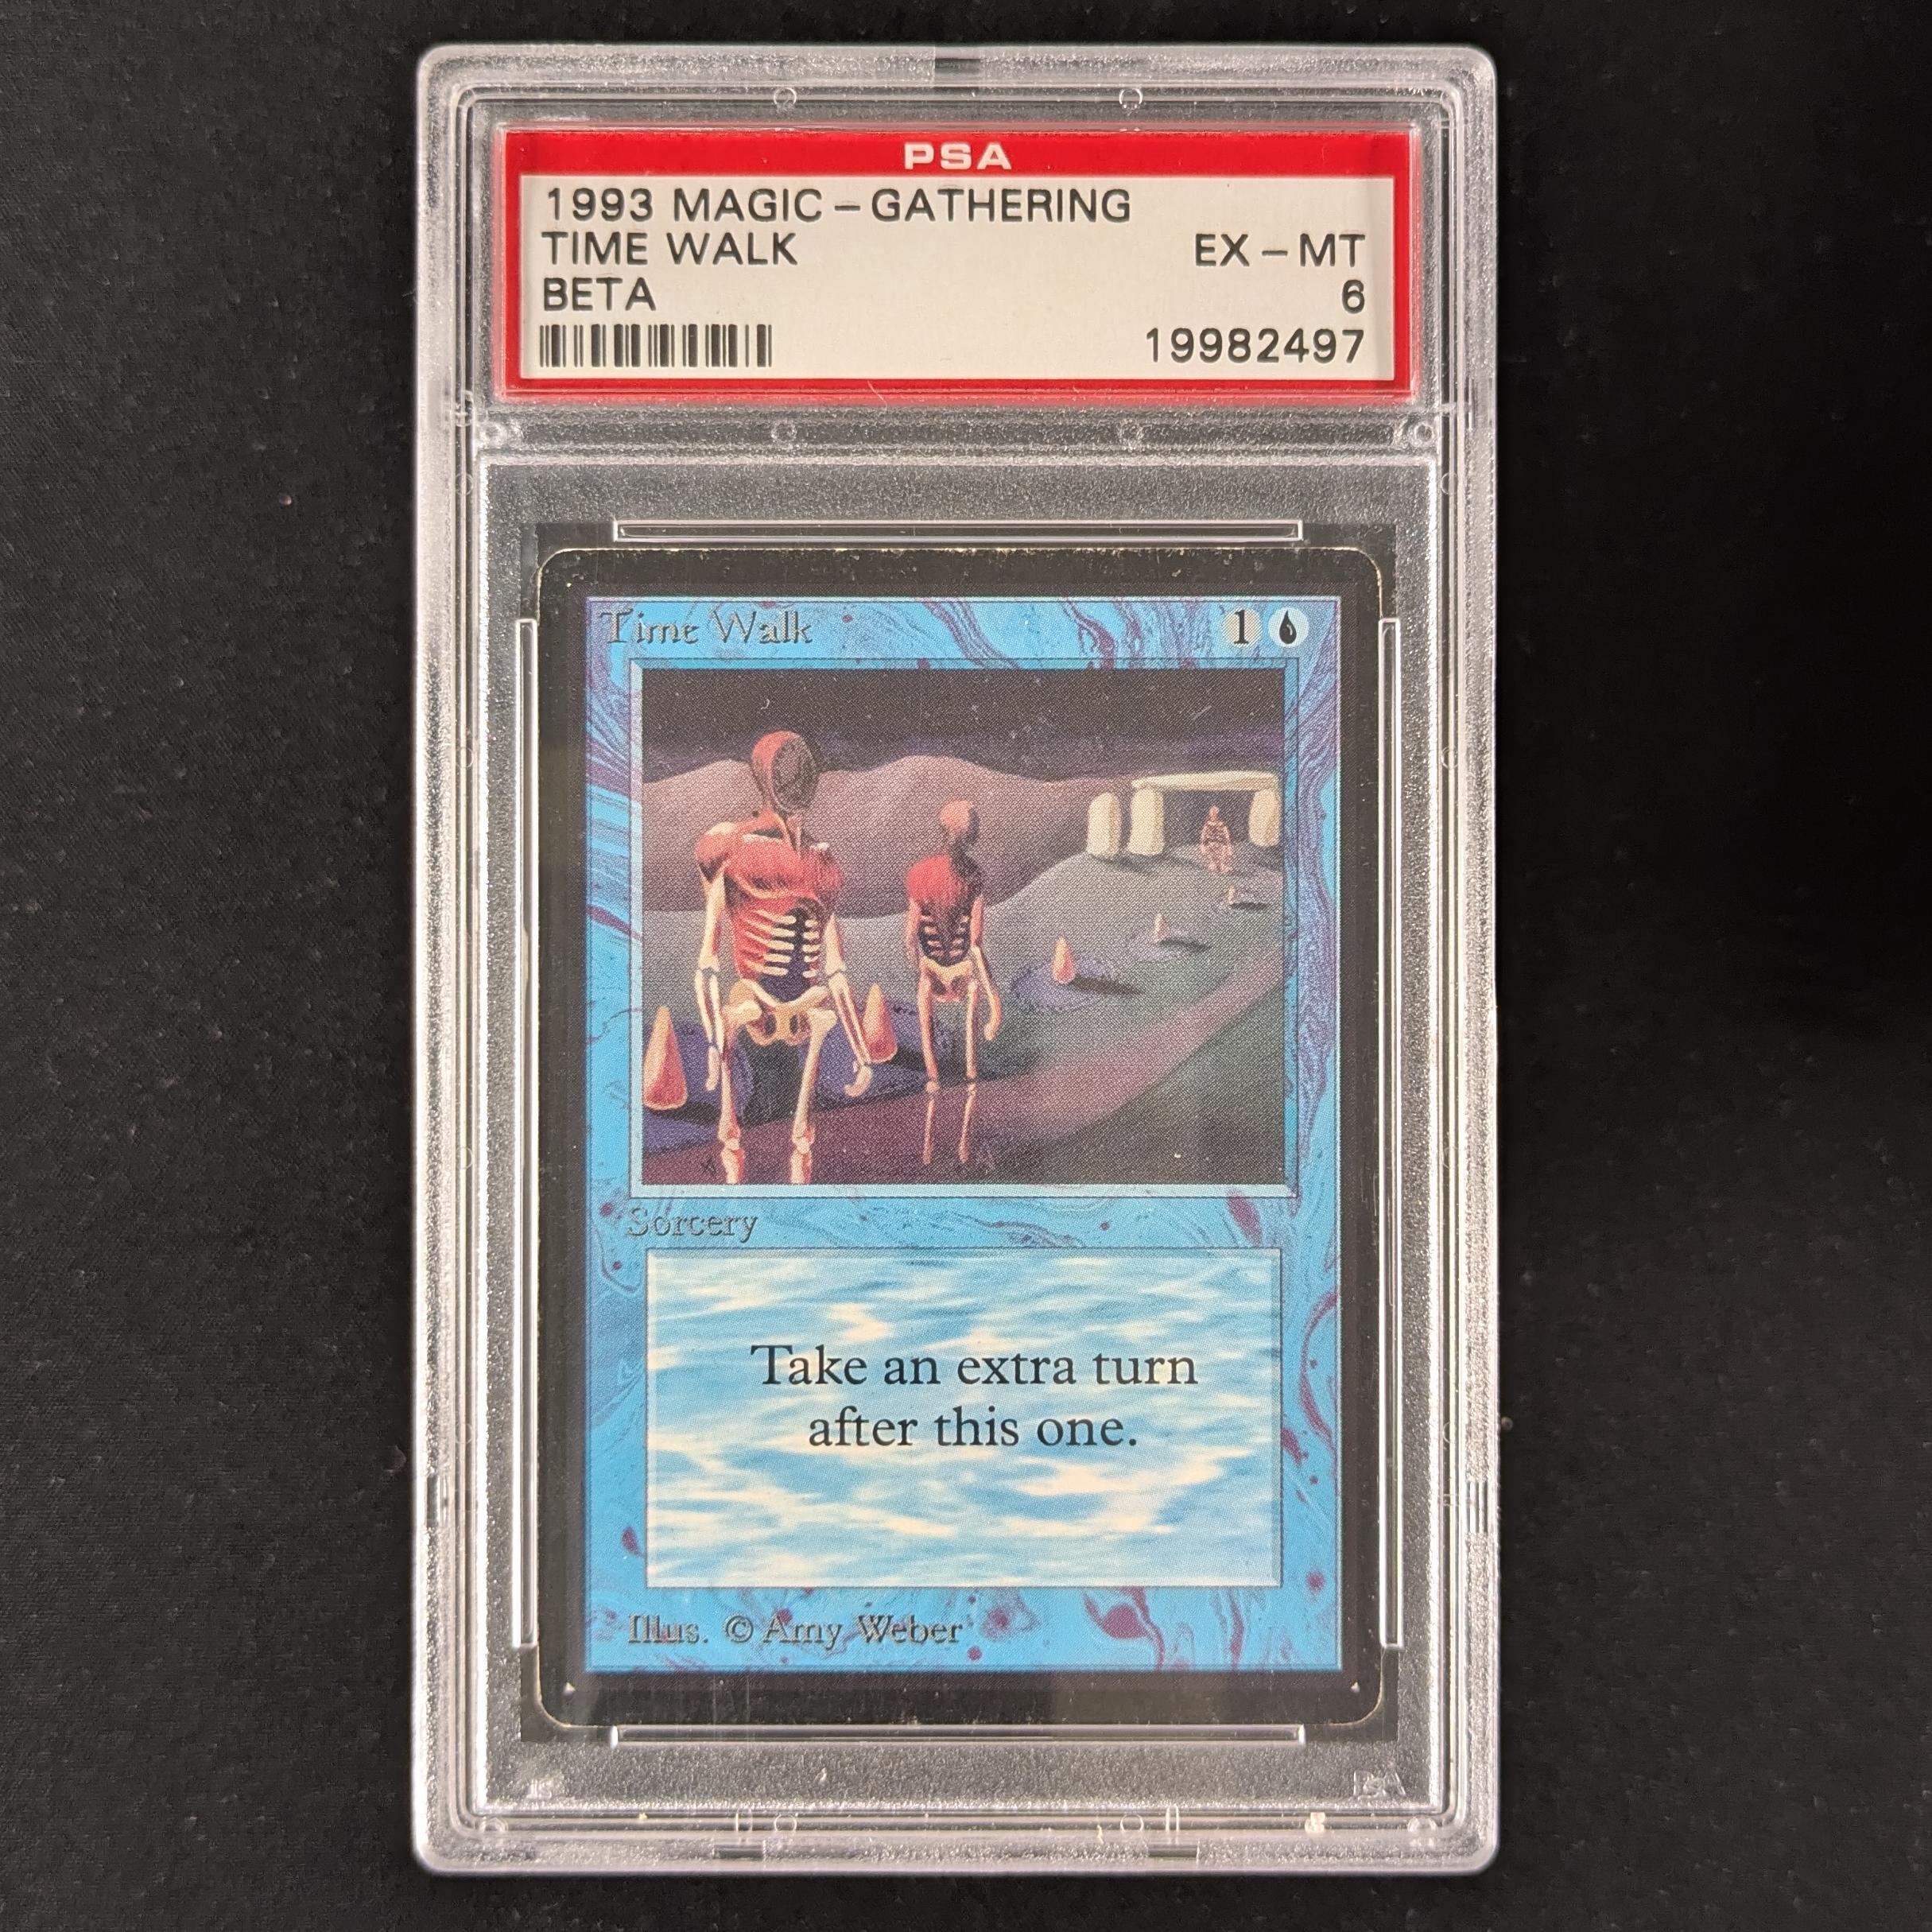 PSA
1993 MAGIC-GATHERING
TIME WALK EX-MT
BETA 6
19982497
Time Walk 1
Sorcery
Take an extra turn
after this one.
Illus. © Amy Weber
PSA